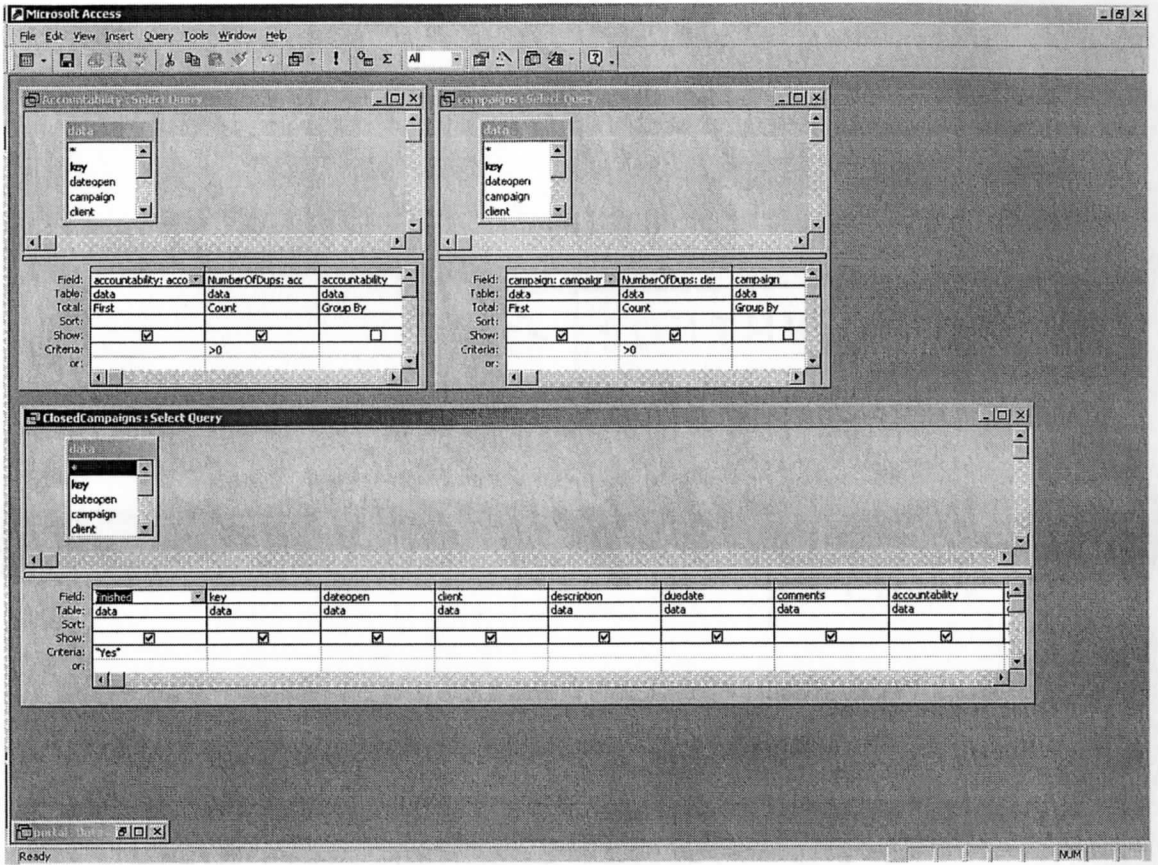 Microsoft Access
File Edit View Insert Query Tools Window Help
All
Accountability : Select Query
data
*
key
dateopen
campaign
client
Field: accountability: acco NumberOfDups: acc accountability
Table: data data data
Total: First Count Group By
Sort:
Show:
Criteria: >0
or:
campaigns : Select Query
data
*
key
dateopen
campaign
client
Field: campaign: campaigr NumberOfDups: de: campaign
Table: data data data
Total: First Count Group By
Sort:
Show:
Criteria: >0
or:
ClosedCampaigns : Select Query
data
*
key
dateopen
campaign
client
Field: finished key dateopen client description duedate comments accountability
Table: data data data data data data data data
Sort:
Show:
Criteria: "Yes"
or:
portal : Data
Ready
NUM